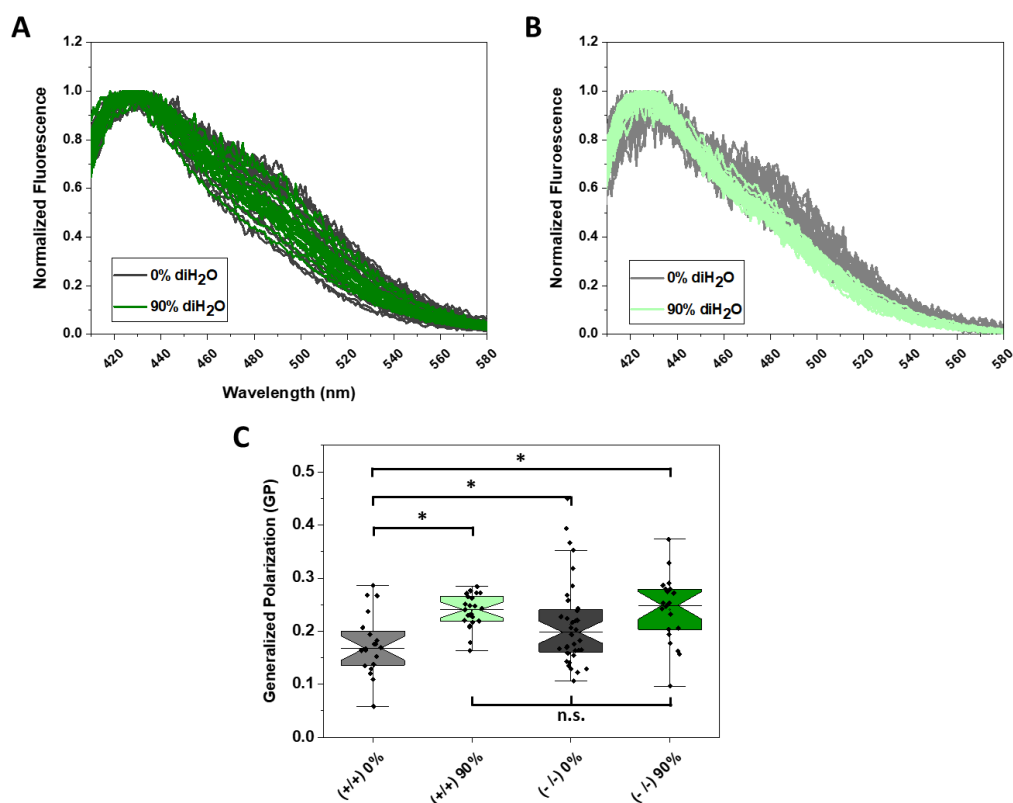 A
B
1.2
1.0
0.8
0.6
0.4
0.2
0.0
Normalized Fluorescence
0% diH₂O
90% diH₂O
420 440 460 480 500 520 540 560 580
Wavelength (nm)
1.2
1.0
0.8
0.6
0.4
0.2
0.0
Normalized Fluroescence
0% diH₂O
90% diH₂O
420 440 460 480 500 520 540 560 580
C
0.5
0.4
0.3
0.2
0.1
0.0
Generalized Polarization (GP)
*
*
*
n.s.
(+/+) 0%
(+/+) 90%
(-/-) 0%
(-/-) 90%